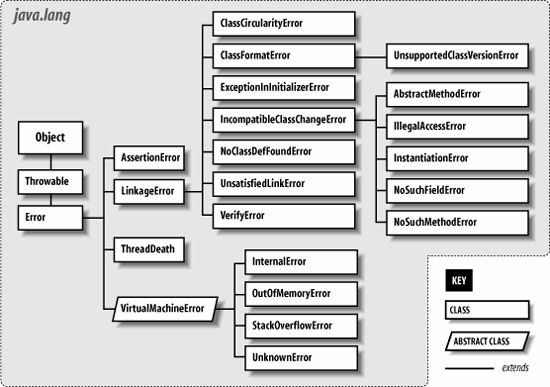 java.lang
Object
Throwable
Error
AssertionError
LinkageError
ThreadDeath
VirtualMachineError
ClassCircularityError
ClassFormatError
ExceptionInInitializerError
IncompatibleClassChangeError
NoClassDefFoundError
UnsatisfiedLinkError
VerifyError
UnsupportedClassVersionError
AbstractMethodError
IllegalAccessError
InstantiationError
NoSuchFieldError
NoSuchMethodError
InternalError
OutOfMemoryError
StackOverflowError
UnknownError
KEY
CLASS
ABSTRACT CLASS
extends